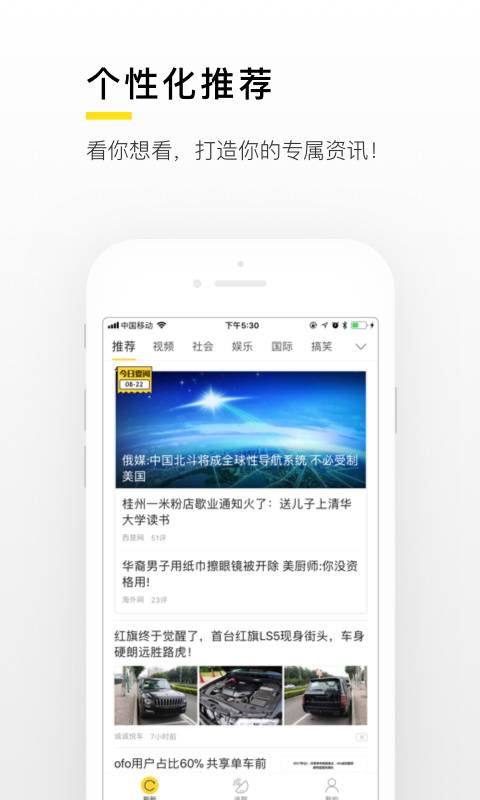 个性化推荐
看你想看，打造你的专属资讯！
中国移动 下午5:30
推荐 视频 社会 娱乐 国际 搞笑
今日要闻
08-22
俄媒:中国北斗将成全球性导航系统 不必受制
美国
桂州一米粉店歇业通知火了：送儿子上清华
大学读书
西楚网 51评
华裔男子用纸巾擦眼镜被开除 美厨师:你没资
格用!
海外网 23评
红旗终于觉醒了，首台红旗LS5现身街头，车身
硬朗远胜路虎！
诚诚悦车 7小时前
ofo用户占比60% 共享单车前